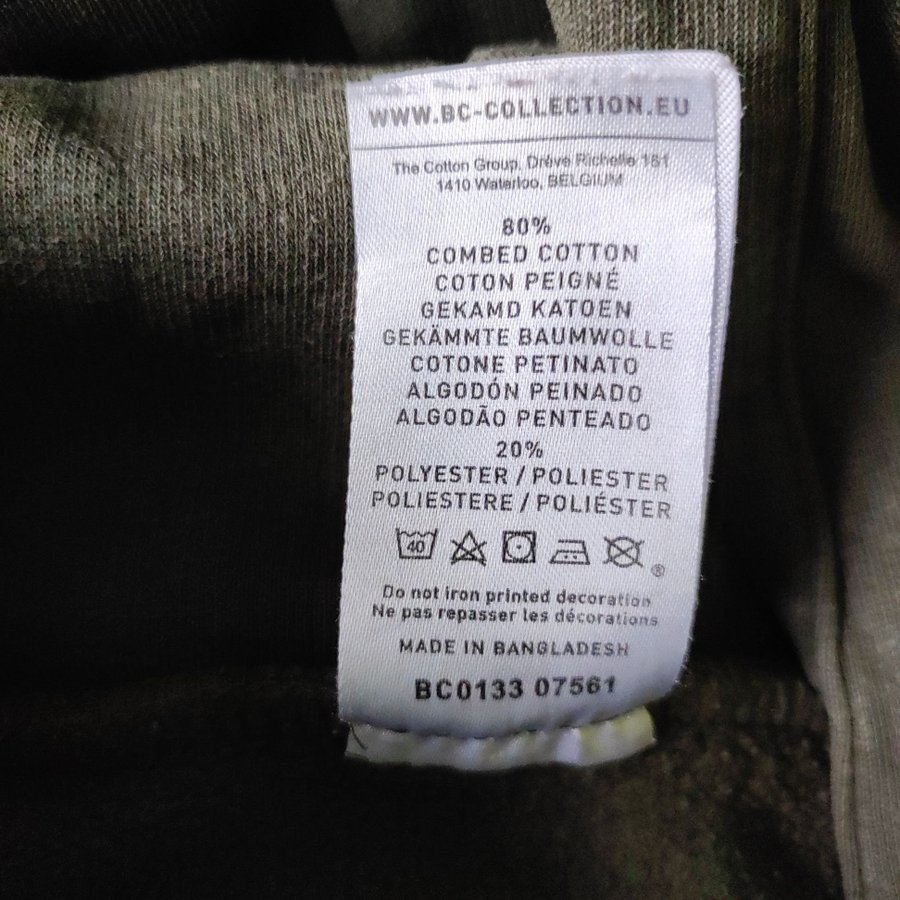 WWW.BC-COLLECTION.EU
The Cotton Group, Drève Richelle 161
1410 Waterloo, BELGIUM
80%
COMBED COTTON
COTON PEIGNÉ
GEKAMD KATOEN
GEKÄMMTE BAUMWOLLE
COTONE PETINATO
ALGODÓN PEINADO
ALGODÃO PENTEADO
20%
POLYESTER / POLIESTER
POLIESTERE / POLIÉSTER
40
®
Do not iron printed decoration
Ne pas repasser les décorations
MADE IN BANGLADESH
BC0133 07561